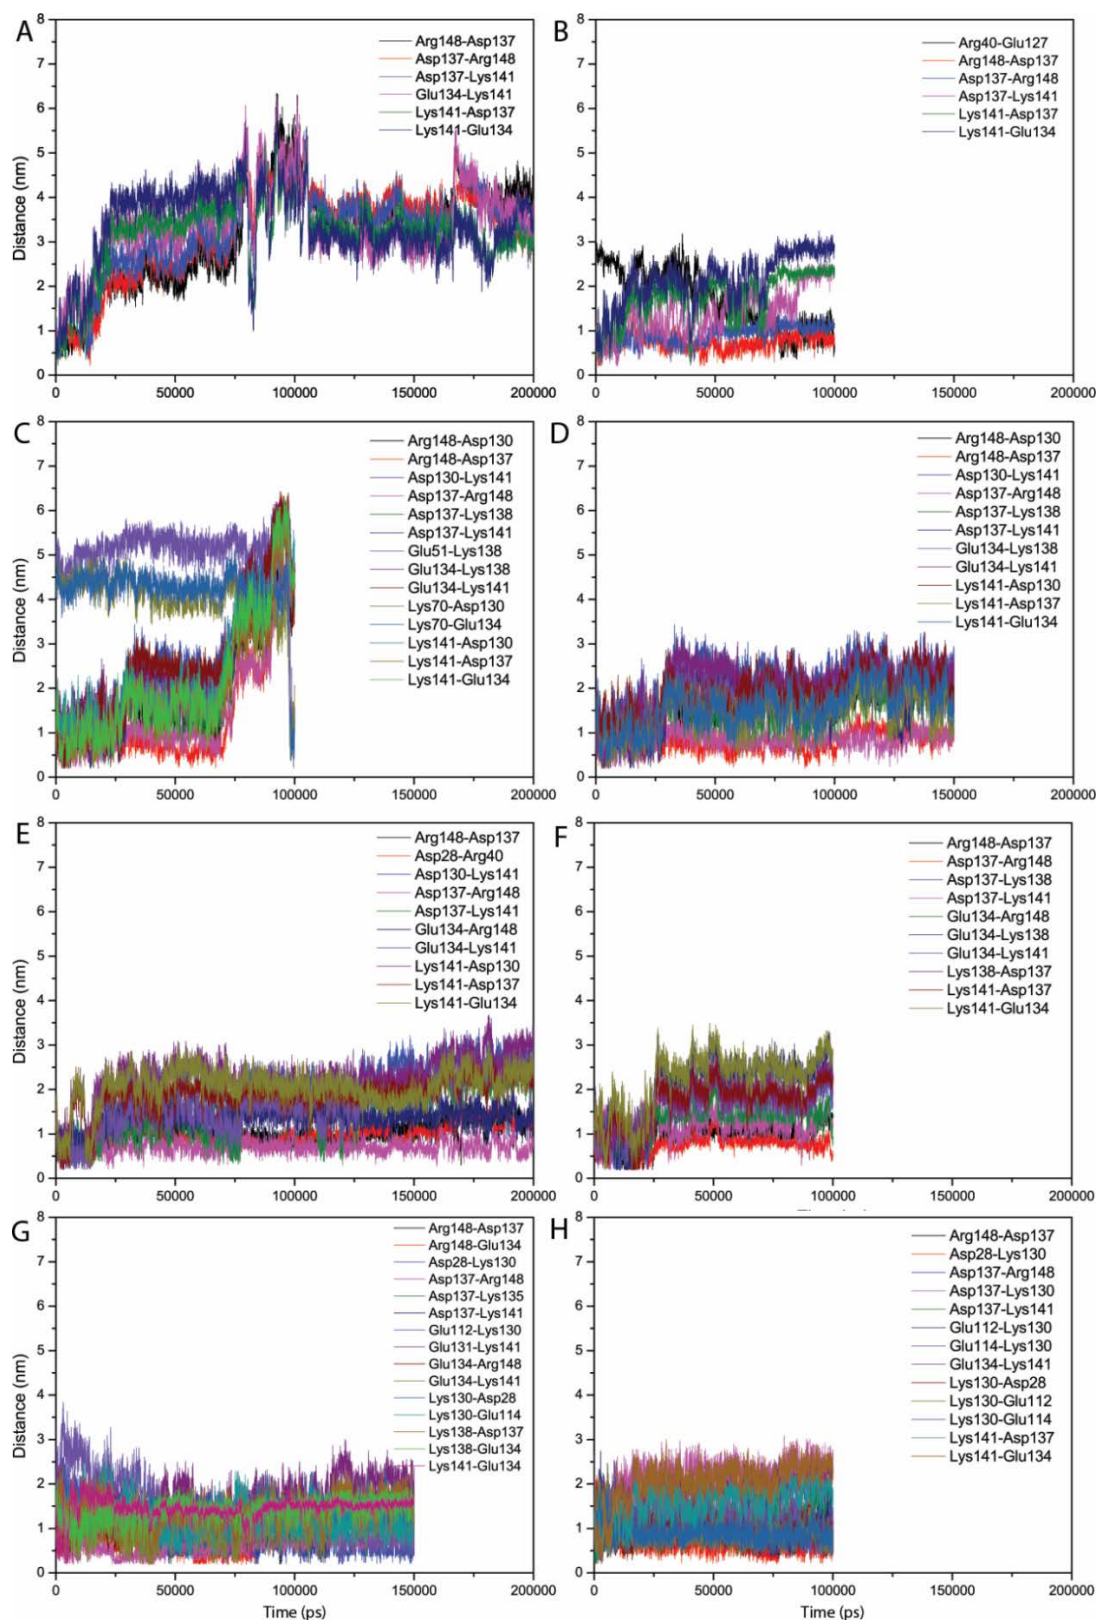 A
Arg148-Asp137
Asp137-Arg148
Asp137-Lys141
Glu134-Lys141
Lys141-Asp137
Lys141-Glu134
8
7
6
5
4
3
2
1
0
Distance (nm)
0 50000 100000 150000 200000
B
Arg40-Glu127
Arg148-Asp137
Asp137-Arg148
Asp137-Lys141
Lys141-Asp137
Lys141-Glu134
8
7
6
5
4
3
2
1
0
0 50000 100000 150000 200000
C
Arg148-Asp130
Arg148-Asp137
Asp130-Lys141
Asp137-Arg148
Asp137-Lys138
Asp137-Lys141
Glu51-Lys138
Glu134-Lys138
Glu134-Lys141
Lys70-Asp130
Lys70-Glu134
Lys141-Asp130
Lys141-Asp137
Lys141-Glu134
8
7
6
5
4
3
2
1
0
Distance (nm)
0 50000 100000 150000 200000
D
Arg148-Asp130
Arg148-Asp137
Asp130-Lys141
Asp137-Arg148
Asp137-Lys138
Asp137-Lys141
Glu134-Lys138
Glu134-Lys141
Lys141-Asp130
Lys141-Asp137
Lys141-Glu134
8
7
6
5
4
3
2
1
0
0 50000 100000 150000 200000
E
Arg148-Asp137
Asp28-Arg40
Asp130-Lys141
Asp137-Arg148
Asp137-Lys141
Glu134-Arg148
Glu134-Lys141
Lys141-Asp130
Lys141-Asp137
Lys141-Glu134
8
7
6
5
4
3
2
1
0
Distance (nm)
0 50000 100000 150000 200000
F
Arg148-Asp137
Asp137-Arg148
Asp137-Lys138
Asp137-Lys141
Glu134-Arg148
Glu134-Lys138
Glu134-Lys141
Lys138-Asp137
Lys141-Asp137
Lys141-Glu134
8
7
6
5
4
3
2
1
0
0 50000 100000 150000 200000
G
Arg148-Asp137
Arg148-Glu134
Asp28-Lys130
Asp137-Arg148
Asp137-Lys135
Asp137-Lys141
Glu112-Lys130
Glu131-Lys141
Glu134-Arg148
Glu134-Lys141
Lys130-Asp28
Lys130-Glu114
Lys138-Asp137
Lys138-Glu134
Lys141-Glu134
8
7
6
5
4
3
2
1
0
Distance (nm)
0 50000 100000 150000 200000
Time (ps)
H
Arg148-Asp137
Asp28-Lys130
Asp137-Arg148
Asp137-Lys130
Asp137-Lys141
Glu112-Lys130
Glu114-Lys130
Glu134-Lys141
Lys130-Asp28
Lys130-Glu112
Lys130-Glu114
Lys141-Asp137
Lys141-Glu134
8
7
6
5
4
3
2
1
0
0 50000 100000 150000 200000
Time (ps)